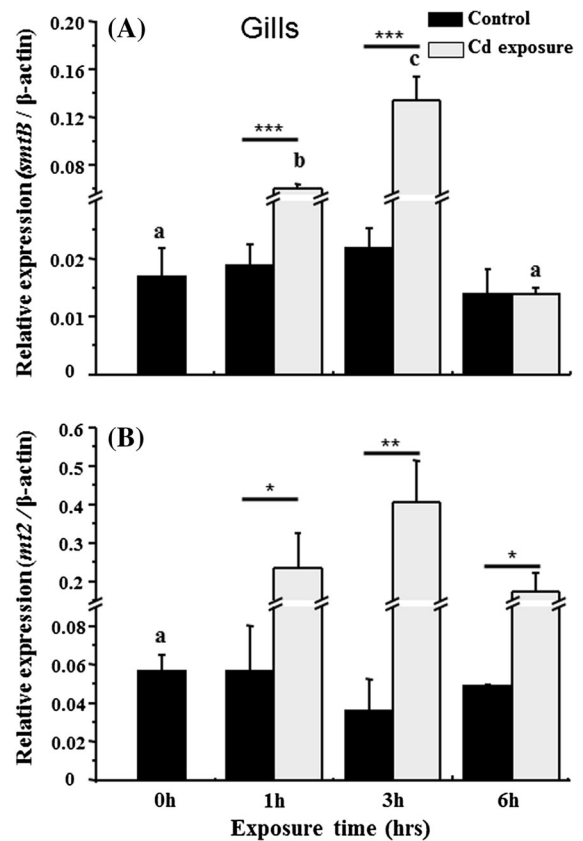 (A)
Gills
Control
Cd exposure
Relative expression (smtB / β-actin)
0.20
0.16
0.12
0.08
0.02
0.01
0
a
***
b
***
c
a
(B)
Relative expression (mt2 /β-actin)
0.6
0.5
0.4
0.3
0.2
0.08
0.06
0.04
0.02
0
a
*
**
*
0h
1h
3h
6h
Exposure time (hrs)